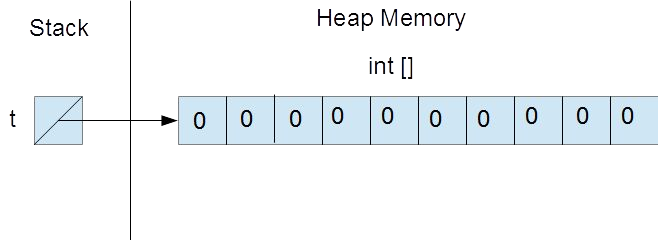 Stack
Heap Memory
int []
t
0 0 0 0 0 0 0 0 0 0